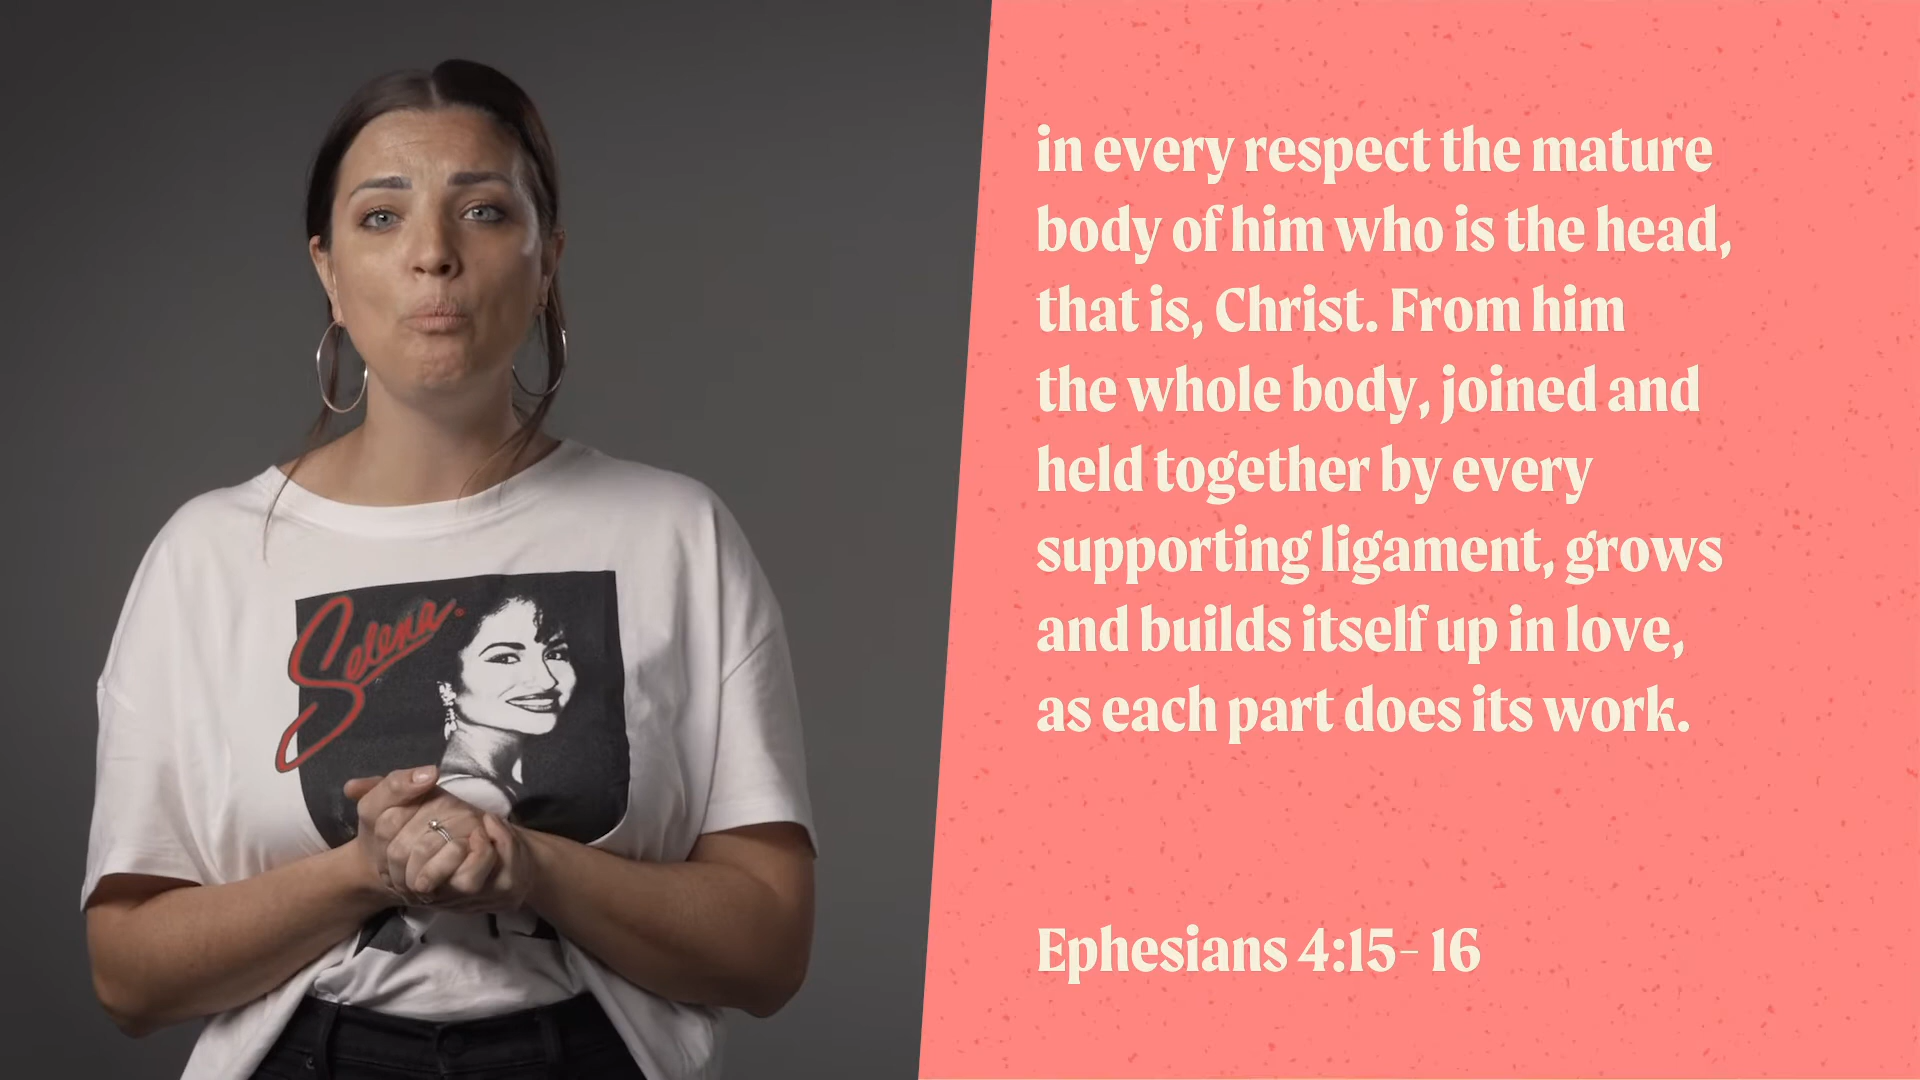 Selena
in every respect the mature
body of him who is the head,
that is, Christ. From him
the whole body, joined and
held together by every
supporting ligament, grows
and builds itself up in love,
as each part does its work.
Ephesians 4:15- 16